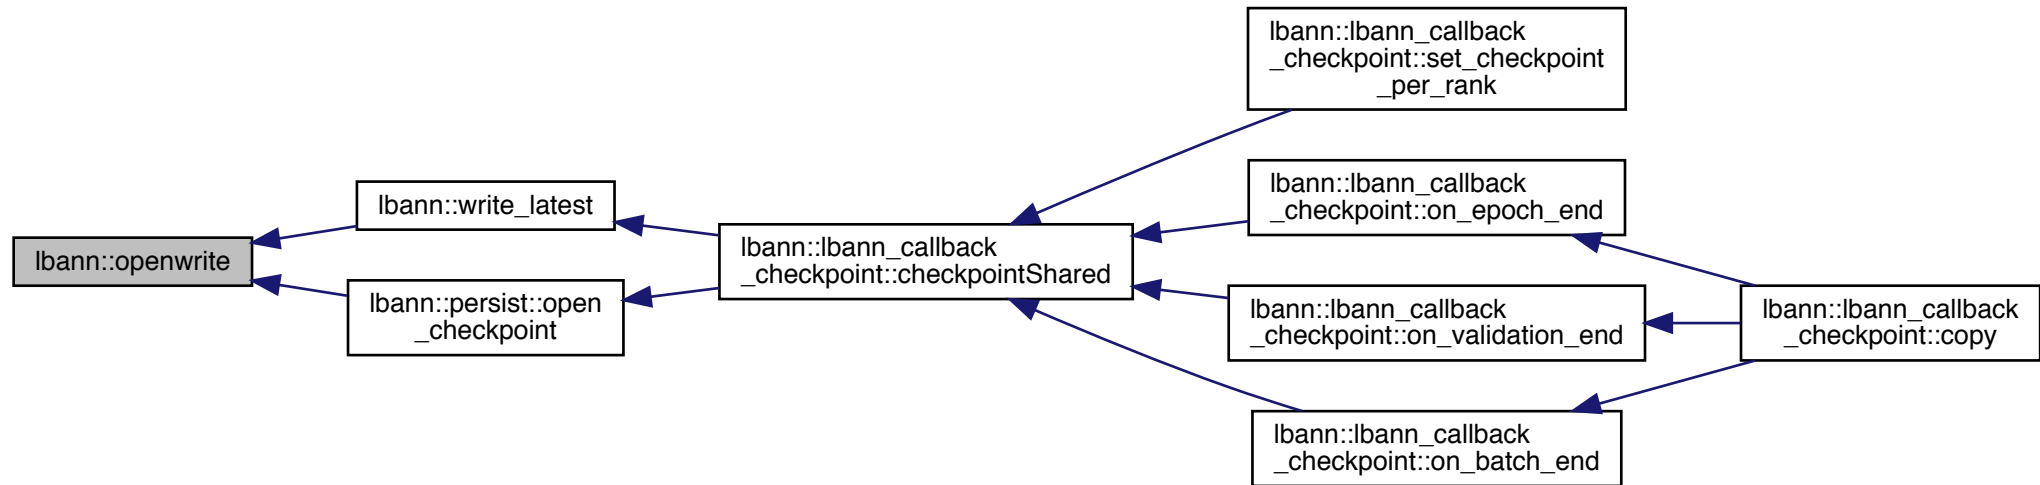 lbann::openwrite
lbann::write_latest
lbann::persist::open
_checkpoint
lbann::lbann_callback
_checkpoint::checkpointShared
lbann::lbann_callback
_checkpoint::set_checkpoint
_per_rank
lbann::lbann_callback
_checkpoint::on_epoch_end
lbann::lbann_callback
_checkpoint::on_validation_end
lbann::lbann_callback
_checkpoint::on_batch_end
lbann::lbann_callback
_checkpoint::copy